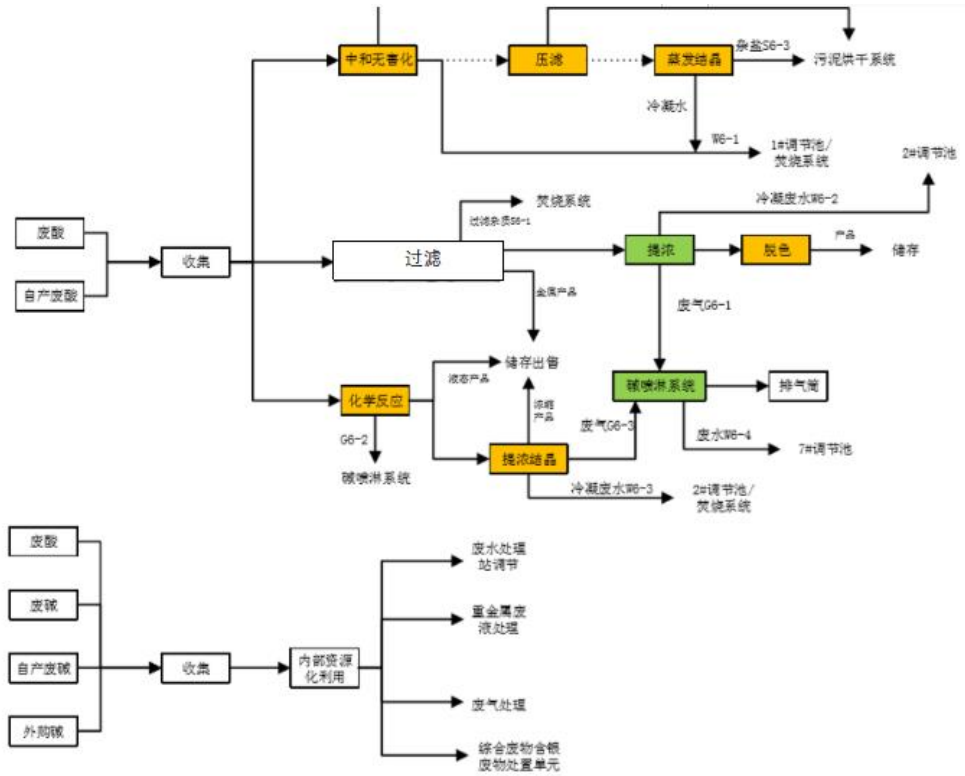 中和无害化
压滤
蒸发结晶
杂盐S6-3
污泥烘干系统
冷凝水
W6-1
1#调节池/
焚烧系统
2#调节池
冷凝废水W6-2
焚烧系统
过滤杂质S6-1
废酸
自产废酸
收集
过滤
提浓
脱色
产品
储存
金属产品
废气G6-1
储存出售
液态产品
浓缩
产品
碱喷淋系统
排气筒
化学反应
G6-2
碱喷淋系统
提浓结晶
废气G6-3
废水W6-4
7#调节池
冷凝废水W6-3
2#调节池/
焚烧系统
废酸
废碱
自产废碱
外购碱
收集
内部资源
化利用
废水处理
站调节
重金属废
液处理
废气处理
综合废物含银
废物处置单元